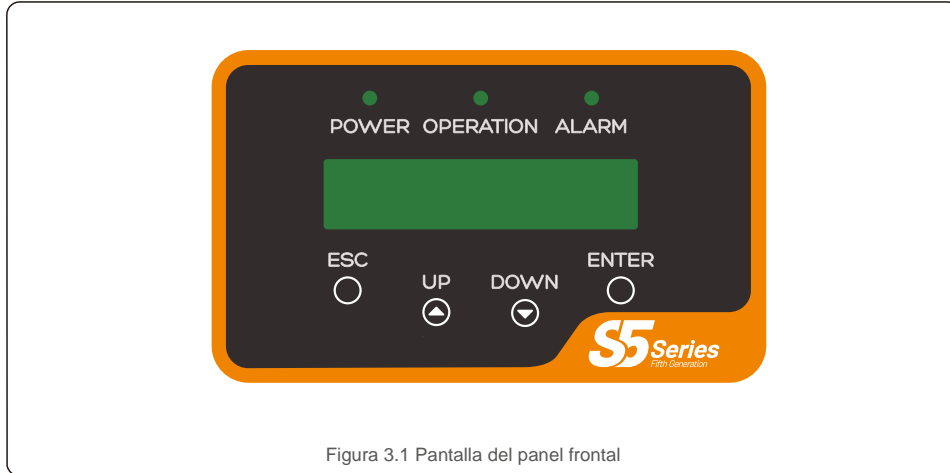 POWER OPERATION ALARM
ESC ENTER
UP DOWN
S5 Series
Fifth Generation
Figura 3.1 Pantalla del panel frontal